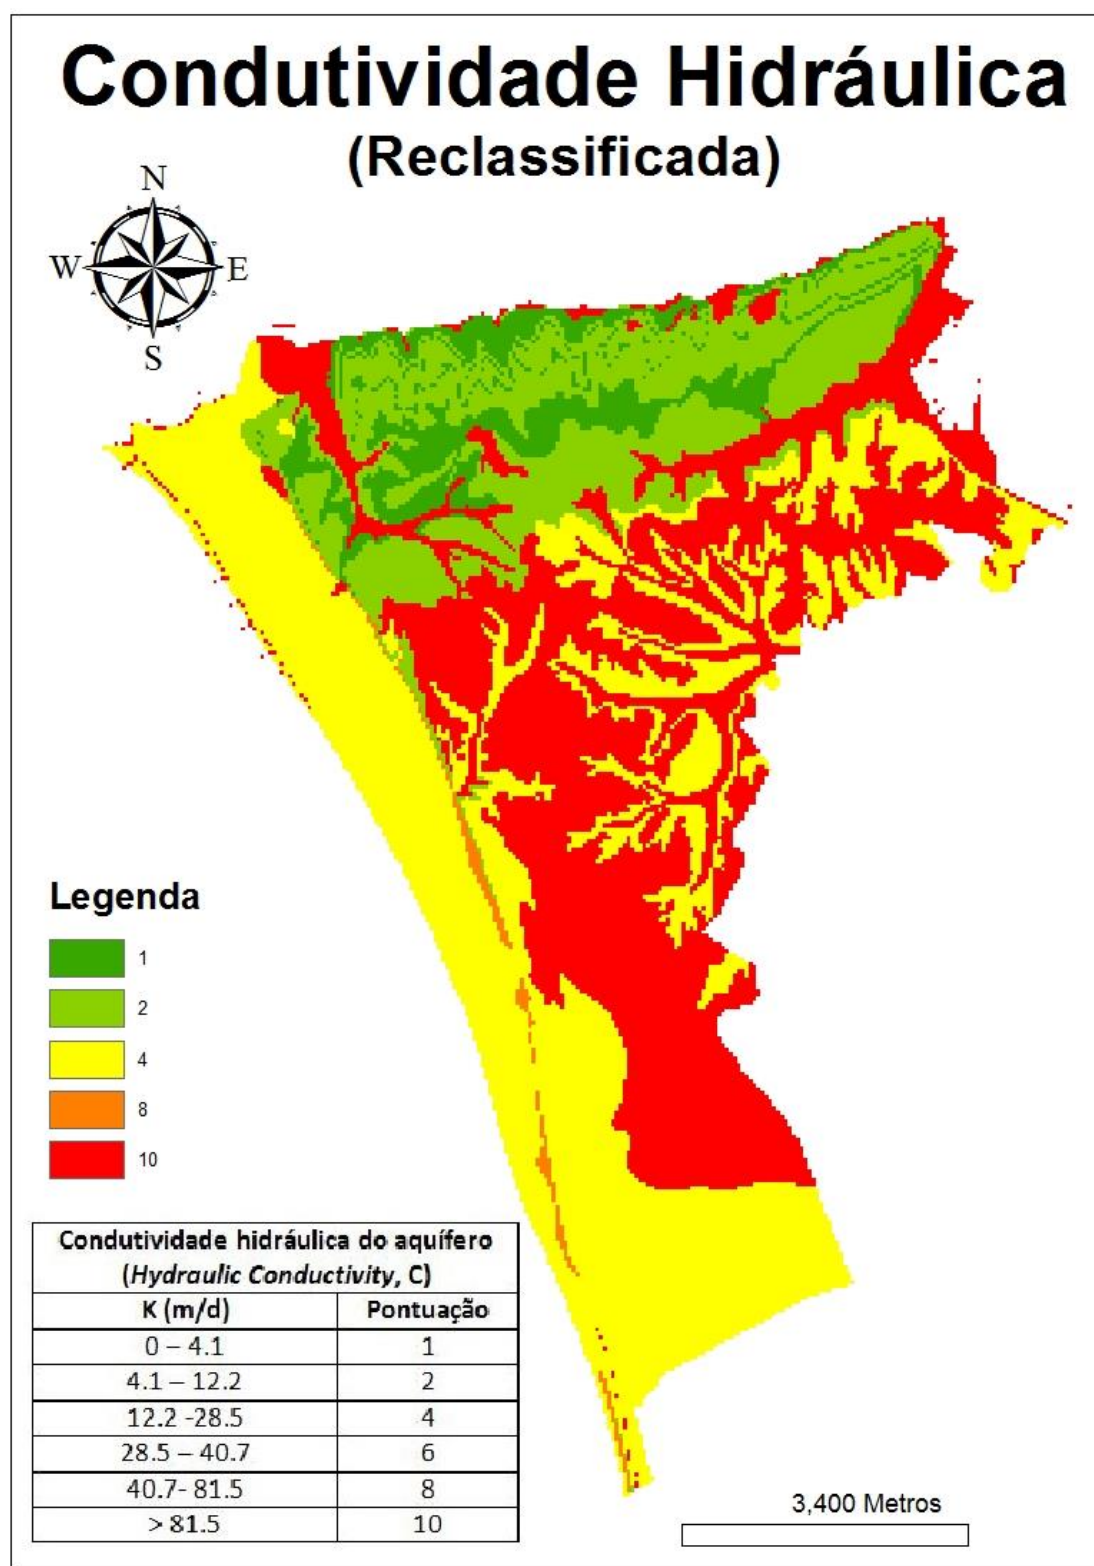 Condutividade Hidráulica
(Reclassificada)
N
W E
S
Legenda
1
2
4
8
10
Condutividade hidráulica do aquífero
(Hydraulic Conductivity, C)
K (m/d) Pontuação
0 – 4.1 1
4.1 – 12.2 2
12.2 -28.5 4
28.5 – 40.7 6
40.7- 81.5 8
> 81.5 10
3,400 Metros